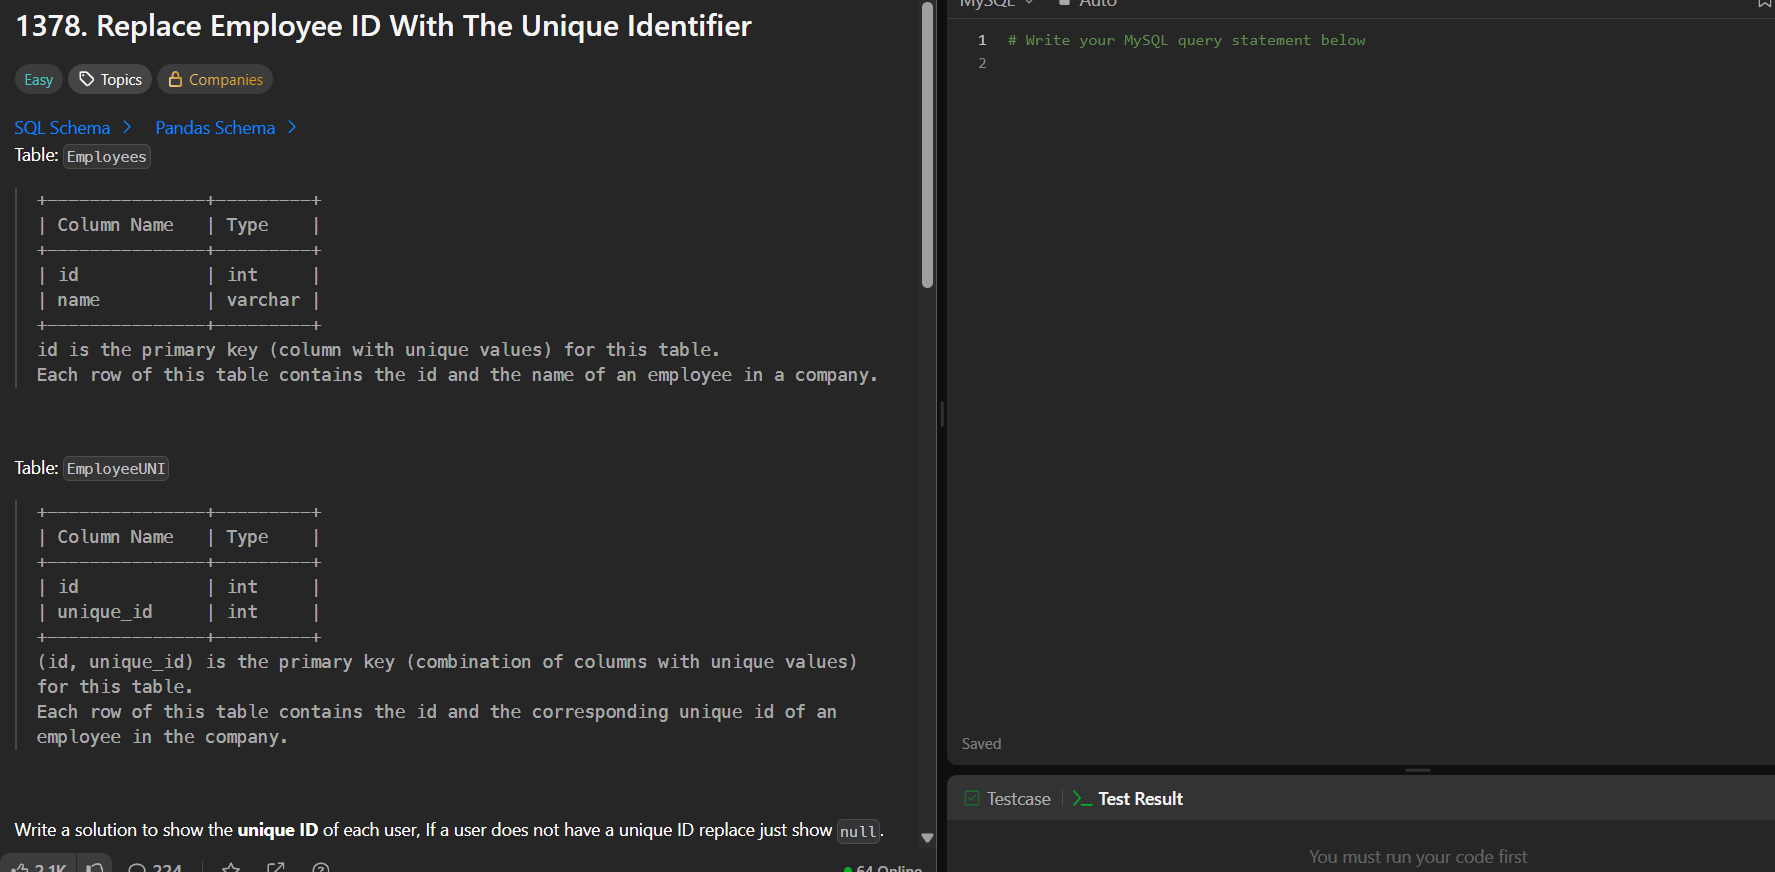 1378. Replace Employee ID With The Unique Identifier
Easy Topics Companies
SQL Schema > Pandas Schema >
Table: Employees
+---------------+---------+
| Column Name   | Type    |
+---------------+---------+
| id            | int     |
| name          | varchar |
+---------------+---------+
id is the primary key (column with unique values) for this table.
Each row of this table contains the id and the name of an employee in a company.
Table: EmployeeUNI
+---------------+---------+
| Column Name   | Type    |
+---------------+---------+
| id            | int     |
| unique_id     | int     |
+---------------+---------+
(id, unique_id) is the primary key (combination of columns with unique values)
for this table.
Each row of this table contains the id and the corresponding unique id of an
employee in the company.
Write a solution to show the unique ID of each user, If a user does not have a unique ID replace just show null.
2.1K 224
64 Online
MySQL Auto
1 # Write your MySQL query statement below
2
Saved
Testcase >_ Test Result
You must run your code first